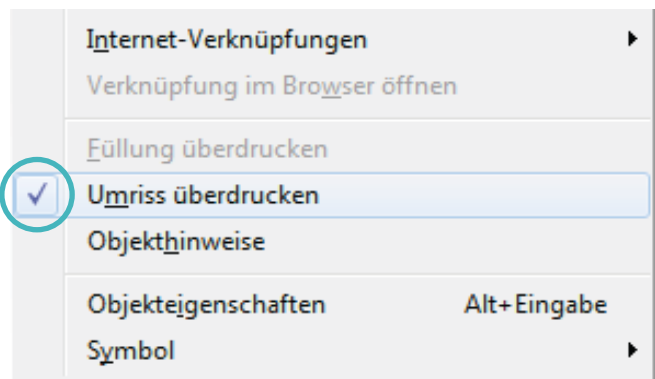 Internet-Verknüpfungen
Verknüpfung im Browser öffnen
Füllung überdrucken
Umriss überdrucken
Objekthinweise
Objekteigenschaften Alt+Eingabe
Symbol